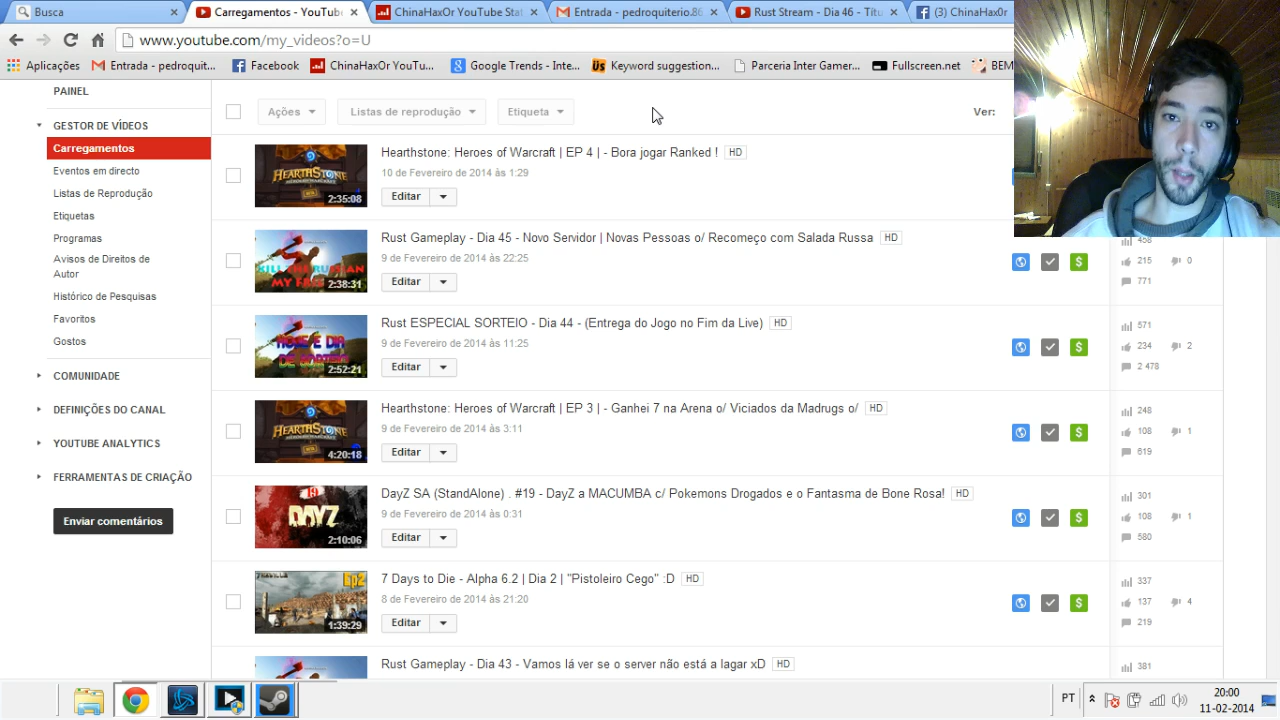 Busca
Carregamentos - YouTub
ChinaHaxOr YouTube Stat
Entrada - pedroquiterio.86
Rust Stream - Dia 46 - Títu
(3) ChinaHax0r
www.youtube.com/my_videos?o=U
Aplicações
Entrada - pedroquit...
Facebook
ChinaHaxOr YouTu...
Google Trends - Inte...
Keyword suggestion...
Parceria Inter Gamer...
Fullscreen.net
BEM
PAINEL
GESTOR DE VÍDEOS
Carregamentos
Eventos em directo
Listas de Reprodução
Etiquetas
Programas
Avisos de Direitos de
Autor
Histórico de Pesquisas
Favoritos
Gostos
COMUNIDADE
DEFINIÇÕES DO CANAL
YOUTUBE ANALYTICS
FERRAMENTAS DE CRIAÇÃO
Enviar comentários
Ações
Listas de reprodução
Etiqueta
Ver:
HEARTHSTONE
2:35:08
Hearthstone: Heroes of Warcraft | EP 4 | - Bora jogar Ranked ! HD
10 de Fevereiro de 2014 às 1:29
Editar
2:38:31
Rust Gameplay - Dia 45 - Novo Servidor | Novas Pessoas o/ Recomeço com Salada Russa HD
9 de Fevereiro de 2014 às 22:25
Editar
458
215
0
771
2:52:21
Rust ESPECIAL SORTEIO - Dia 44 - (Entrega do Jogo no Fim da Live) HD
9 de Fevereiro de 2014 às 11:25
Editar
571
234
2
2 478
HEARTHSTONE
4:20:18
Hearthstone: Heroes of Warcraft | EP 3 | - Ganhei 7 na Arena o/ Viciados da Madrugs o/ HD
9 de Fevereiro de 2014 às 3:11
Editar
248
108
1
619
19
DAYZ
2:10:06
DayZ SA (StandAlone) . #19 - DayZ a MACUMBA c/ Pokemons Drogados e o Fantasma de Bone Rosa! HD
9 de Fevereiro de 2014 às 0:31
Editar
301
108
1
580
Ep2
1:39:29
7 Days to Die - Alpha 6.2 | Dia 2 | "Pistoleiro Cego" :D HD
8 de Fevereiro de 2014 às 21:20
Editar
337
137
4
219
Rust Gameplay - Dia 43 - Vamos lá ver se o server não está a lagar xD HD
381
PT
20:00
11-02-2014